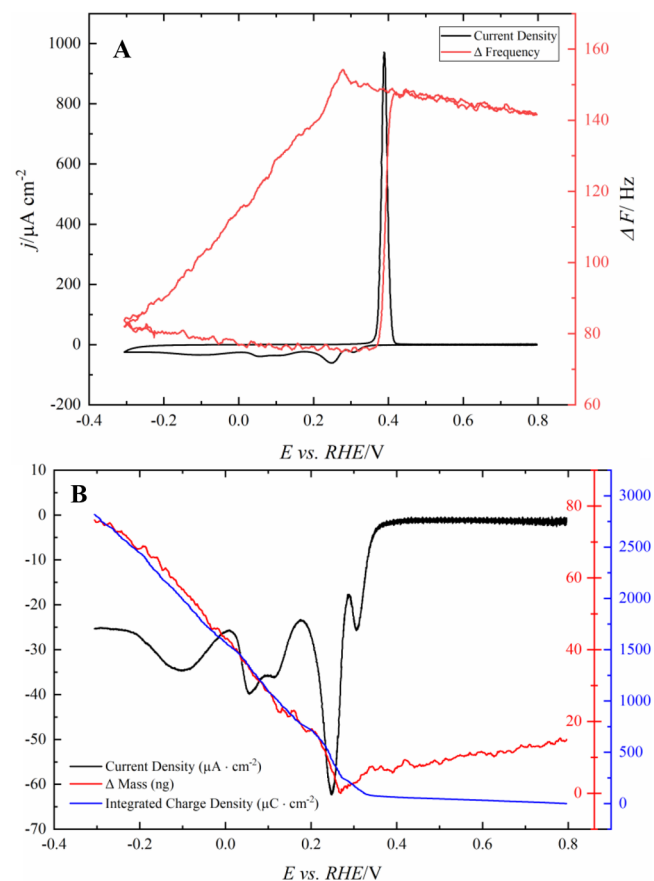 A
Current Density
Δ Frequency
1000
800
600
400
200
0
-200
j/μA cm⁻²
160
140
120
100
80
60
Δ F/ Hz
-0.4 -0.2 0.0 0.2 0.4 0.6 0.8
E vs. RHE/V
B
10
0
-10
-20
-30
-40
-50
-60
-70
80
60
40
20
0
3000
2500
2000
1500
1000
500
0
Current Density (μA · cm⁻²)
Δ Mass (ng)
Integrated Charge Density (μC · cm⁻²)
-0.4 -0.2 0.0 0.2 0.4 0.6 0.8
E vs. RHE/V